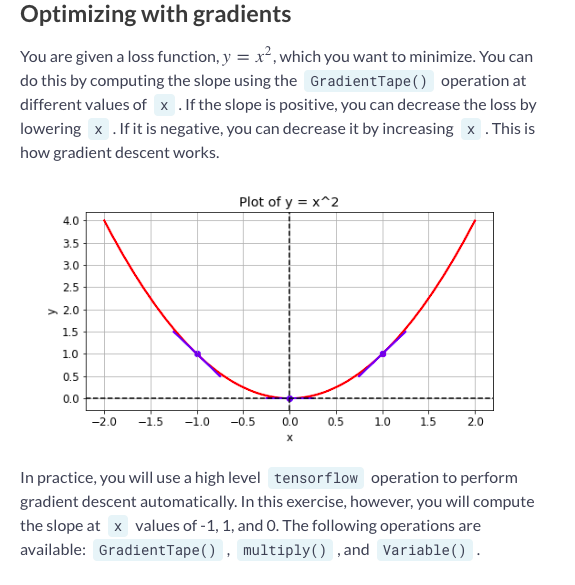 Optimizing with gradients
You are given a loss function, y = x², which you want to minimize. You can
do this by computing the slope using the GradientTape() operation at
different values of x . If the slope is positive, you can decrease the loss by
lowering x . If it is negative, you can decrease it by increasing x . This is
how gradient descent works.
Plot of y = x^2
4.0
3.5
3.0
2.5
2.0
1.5
1.0
0.5
0.0
y
−2.0 −1.5 −1.0 −0.5 0.0 0.5 1.0 1.5 2.0
x
In practice, you will use a high level tensorflow operation to perform
gradient descent automatically. In this exercise, however, you will compute
the slope at x values of -1, 1, and 0. The following operations are
available: GradientTape() , multiply() , and Variable() .